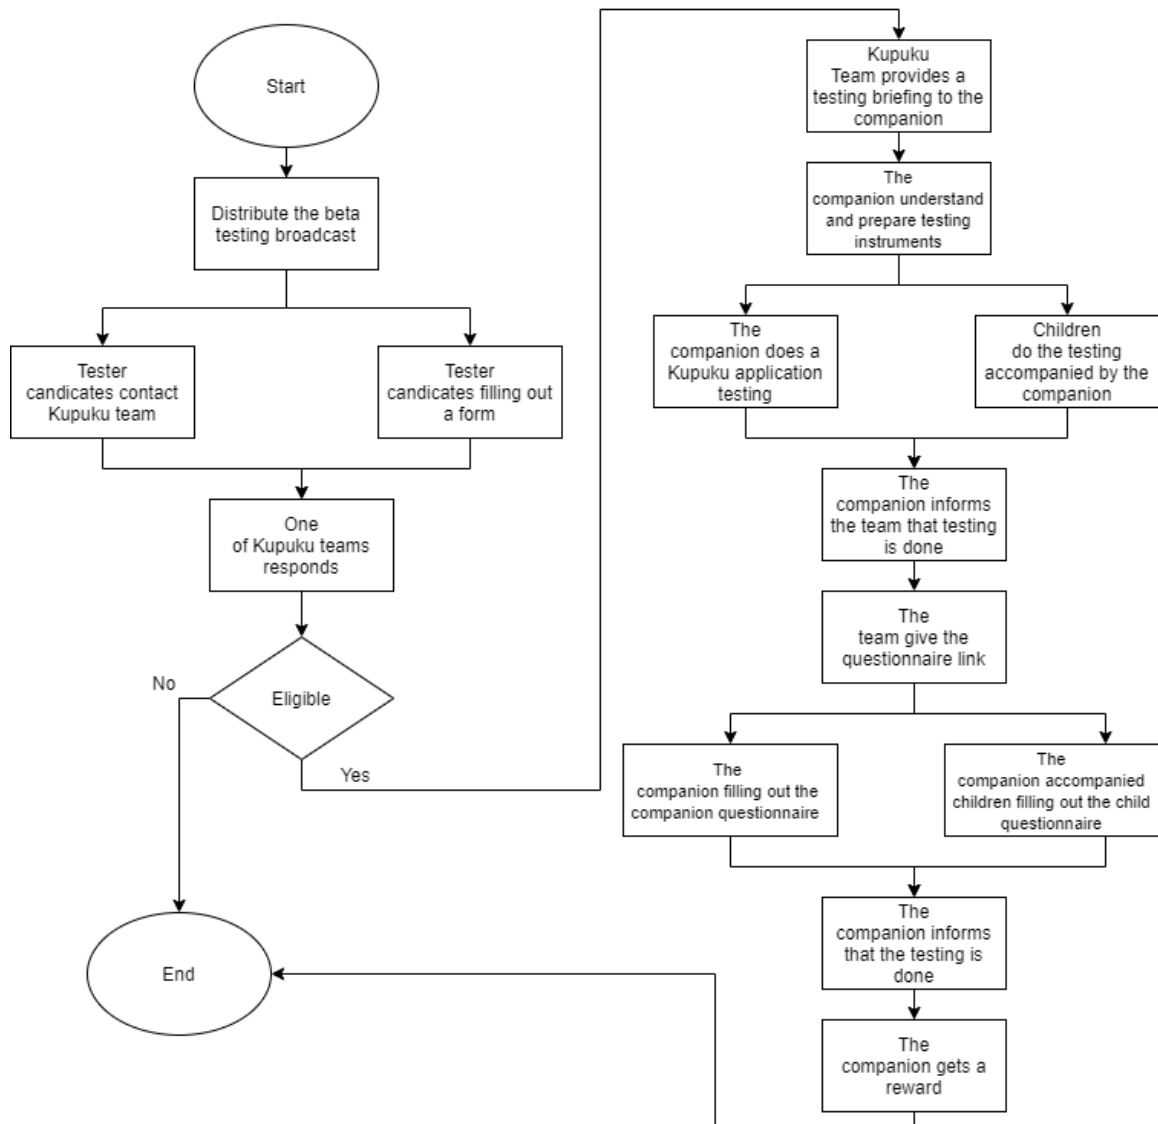 Start
Distribute the beta
testing broadcast
Tester
candicates contact
Kupuku team
Tester
candicates filling out
a form
One
of Kupuku teams
responds
Eligible
No
Yes
End
Kupuku
Team provides a
testing briefing to the
companion
The
companion understand
and prepare testing
instruments
The
companion does a
Kupuku application
testing
Children
do the testing
accompanied by the
companion
The
companion informs
the team that testing
is done
The
team give the
questionnaire link
The
companion filling out the
companion questionnaire
The
companion accompanied
children filling out the child
questionnaire
The
companion informs
that the testing is
done
The
companion gets a
reward